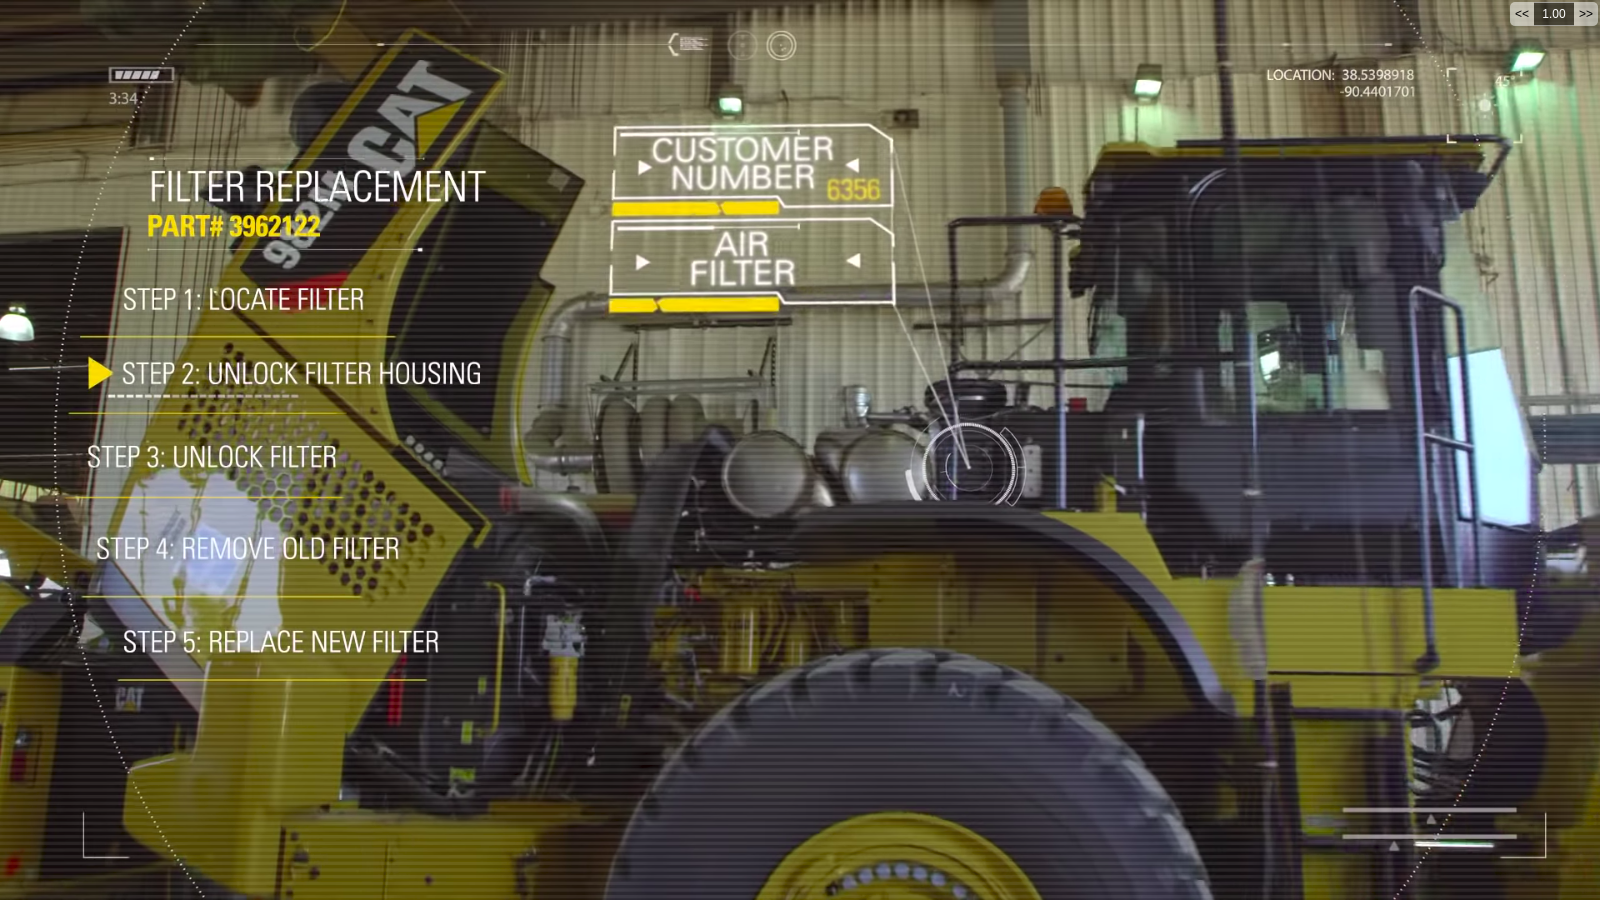 << 1.00 >>
3:34
LOCATION: 38.5398918
-90.4401701
45°
CAT
982M
FILTER REPLACEMENT
PART# 3962122
CUSTOMER
NUMBER 6356
AIR
FILTER
STEP 1: LOCATE FILTER
STEP 2: UNLOCK FILTER HOUSING
STEP 3: UNLOCK FILTER
STEP 4: REMOVE OLD FILTER
STEP 5: REPLACE NEW FILTER
CAT